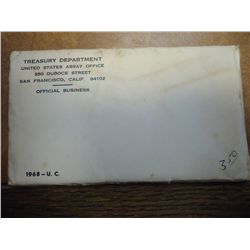 TREASURY DEPARTMENT
UNITED STATES ASSAY OFFICE
350 DUBOCE STREET
SAN FRANCISCO, CALIF. 94102
OFFICIAL BUSINESS
3.50
1968 - U. C.